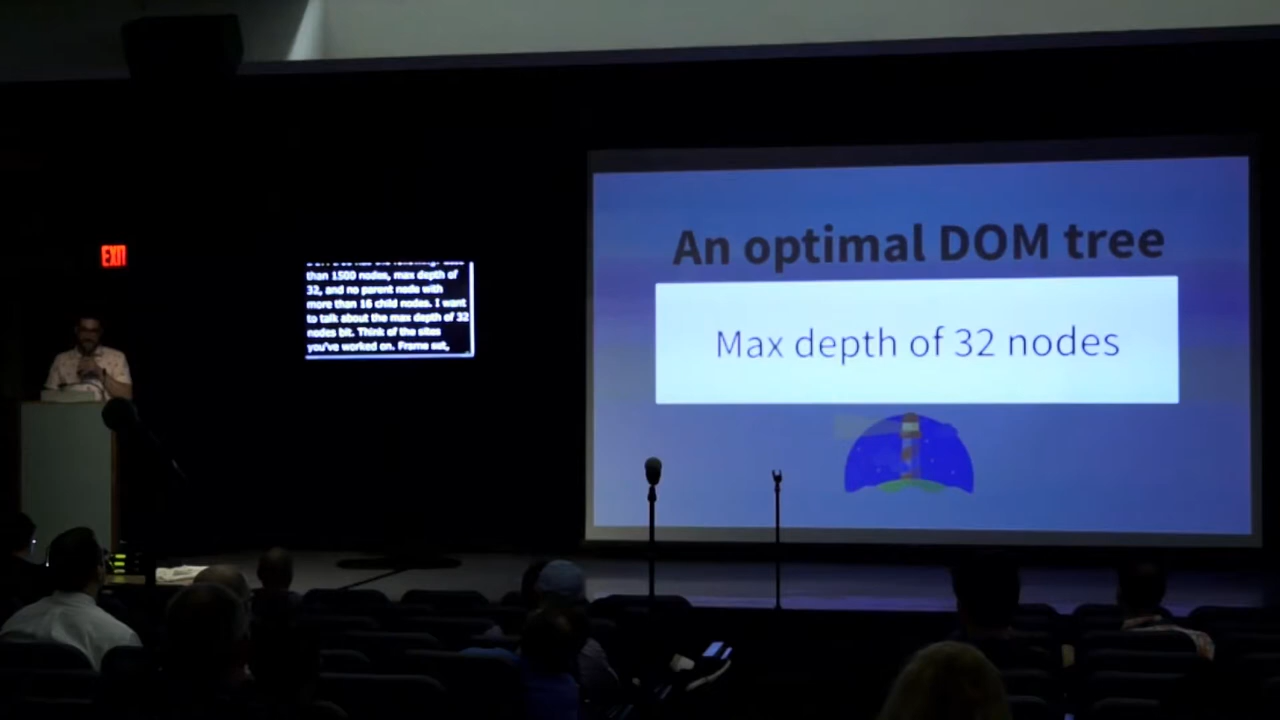 EXIT
than 1500 nodes, max depth of
32, and no parent node with
more than 16 child nodes. I want
to talk about the max depth of 32
nodes bit. Think of the sites
you've worked on. Frame set,
An optimal DOM tree
Max depth of 32 nodes